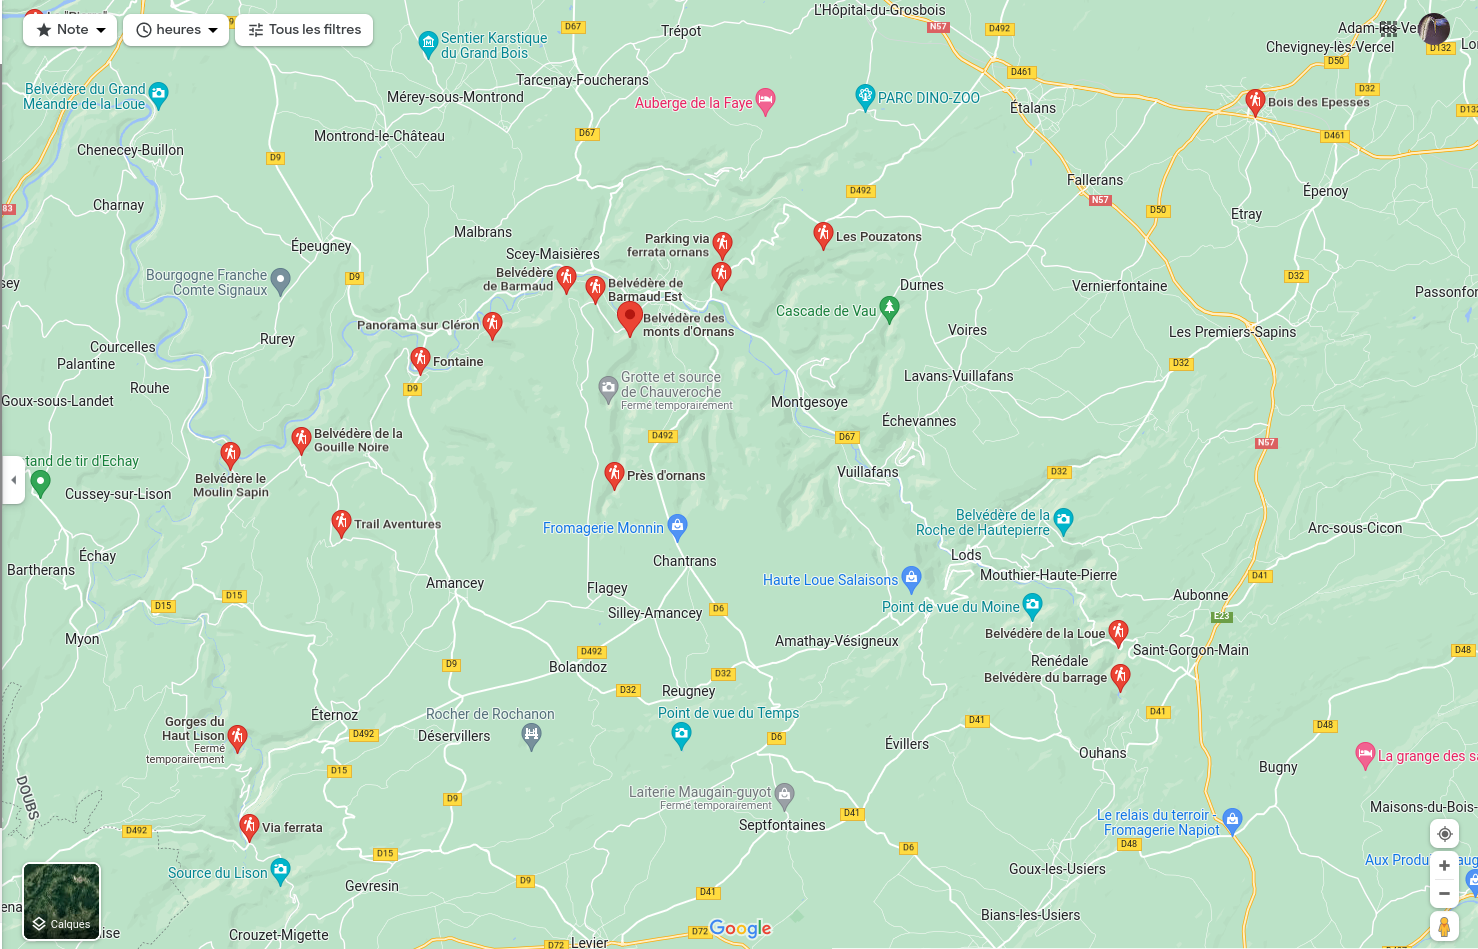 Note
heures
Tous les filtres
L'Hôpital-du-Grosbois
N57
D492
D67
D9
Trépot
Sentier Karstique
du Grand Bois
Chevigney-lès-Vercel
D132
D50
D461
Tarcenay-Foucherans
Belvédère du Grand
Méandre de la Loue
Mérey-sous-Montrond
Auberge de la Faye
PARC DINO-ZOO
Étalans
Bois des Epesses
D32
D132
D461
Montrond-le-Château
D67
Chenecey-Buillon
D9
Fallerans
N57
D492
Épenoy
Charnay
83
D50
Etray
Malbrans
Épeugney
Parking via
ferrata ornans
Les Pouzatons
Scey-Maisières
Bourgogne Franche
Comte Signaux
D9
Belvédère
de Barmaud
Belvédère de
Barmaud Est
D32
Durnes
Vernierfontaine
Passonfor
Cascade de Vau
Belvédère des
monts d'Ornans
Panorama sur Cléron
Voires
Les Premiers-Sapins
Rurey
Courcelles
Palantine
Fontaine
D32
Rouhe
D9
Grotte et source
de Chauveroche
Fermé temporairement
Lavans-Vuillafans
Goux-sous-Landet
Montgesoye
Échevannes
Belvédère de la
Gouille Noire
D492
D67
N57
tand de tir d'Echay
Vuillafans
D32
Belvédère le
Moulin Sapin
Près d'ornans
Cussey-sur-Lison
Trail Aventures
Fromagerie Monnin
Belvédère de la
Roche de Hautepierre
Arc-sous-Cicon
Échay
Bartherans
Chantrans
Lods
Mouthier-Haute-Pierre
D41
Amancey
Flagey
Haute Loue Salaisons
Aubonne
D15
D15
Silley-Amancey
D6
Point de vue du Moine
E23
Myon
Amathay-Vésigneux
Belvédère de la Loue
Saint-Gorgon-Main
D48
D9
D492
Bolandoz
Renédale
Belvédère du barrage
D32
D32
Reugney
Gorges du
Haut Lison
Fermé
temporairement
Éternoz
D492
Rocher de Rochanon
Déservillers
Point de vue du Temps
D41
D41
D48
D6
Évillers
Ouhans
La grange des s
Bugny
DOUBS
D15
D9
Laiterie Maugain-guyot
Fermé temporairement
D41
Maisons-du-Bois-
Le relais du terroir -
Fromagerie Napiot
Via ferrata
D492
Septfontaines
D48
D15
D6
Source du Lison
Goux-les-Usiers
Gevresin
D9
D41
Calques
Bians-les-Usiers
Crouzet-Migette
Google
D72
D72
Levier